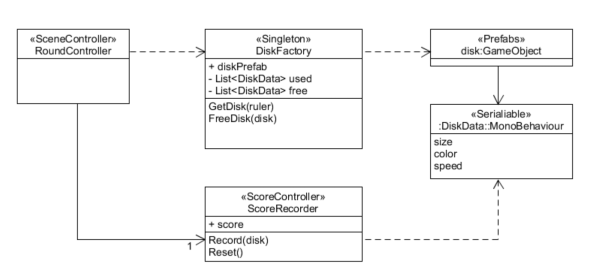 «SceneController»
RoundController
«Singleton»
DiskFactory
+ diskPrefab
- List<DiskData> used
- List<DiskData> free
GetDisk(ruler)
FreeDisk(disk)
«Prefabs»
disk:GameObject
«Serialiable»
:DiskData::MonoBehaviour
size
color
speed
«ScoreController»
ScoreRecorder
+ score
Record(disk)
Reset()
1